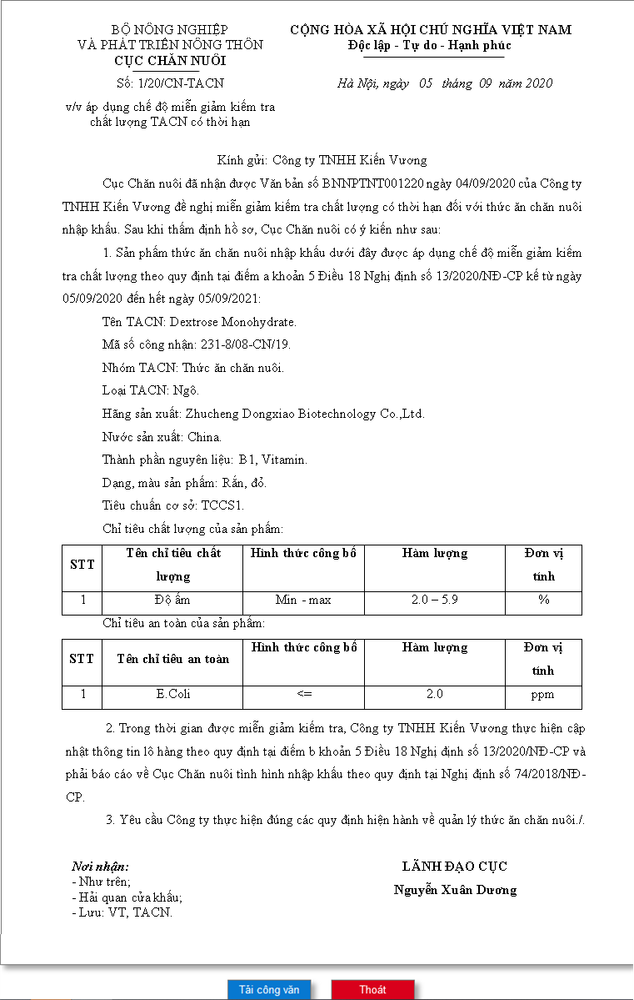 BỘ NÔNG NGHIỆP
VÀ PHÁT TRIỂN NÔNG THÔN
CỤC CHĂN NUÔI
Số: 1/20/CN-TACN
v/v áp dụng chế độ miễn giảm kiểm tra
chất lượng TACN có thời hạn
CỘNG HÒA XÃ HỘI CHỦ NGHĨA VIỆT NAM
Độc lập - Tự do - Hạnh phúc
Hà Nội, ngày 05 tháng 09 năm 2020
Kính gửi: Công ty TNHH Kiến Vương
Cục Chăn nuôi đã nhận được Văn bản số BNNPTNT001220 ngày 04/09/2020 của Công ty
TNHH Kiến Vương đề nghị miễn giảm kiểm tra chất lượng có thời hạn đối với thức ăn chăn nuôi
nhập khẩu. Sau khi thẩm định hồ sơ, Cục Chăn nuôi có ý kiến như sau:
1. Sản phẩm thức ăn chăn nuôi nhập khẩu dưới đây được áp dụng chế độ miễn giảm kiểm
tra chất lượng theo quy định tại điểm a khoản 5 Điều 18 Nghị định số 13/2020/NĐ-CP kể từ ngày
05/09/2020 đến hết ngày 05/09/2021:
Tên TACN: Dextrose Monohydrate.
Mã số công nhận: 231-8/08-CN/19.
Nhóm TACN: Thức ăn chăn nuôi.
Loại TACN: Ngô.
Hãng sản xuất: Zhucheng Dongxiao Biotechnology Co.,Ltd.
Nước sản xuất: China.
Thành phần nguyên liệu: B1, Vitamin.
Dạng, màu sản phẩm: Rắn, đỏ.
Tiêu chuẩn cơ sở: TCCS1.
Chỉ tiêu chất lượng của sản phẩm:
STT Tên chỉ tiêu chất lượng Hình thức công bố Hàm lượng Đơn vị tính
1 Độ ẩm Min - max 2.0 – 5.9 %
Chỉ tiêu an toàn của sản phẩm:
STT Tên chỉ tiêu an toàn Hình thức công bố Hàm lượng Đơn vị tính
1 E.Coli <= 2.0 ppm
2. Trong thời gian được miễn giảm kiểm tra, Công ty TNHH Kiến Vương thực hiện cập
nhật thông tin lô hàng theo quy định tại điểm b khoản 5 Điều 18 Nghị định số 13/2020/NĐ-CP và
phải báo cáo về Cục Chăn nuôi tình hình nhập khẩu theo quy định tại Nghị định số 74/2018/NĐ-
CP.
3. Yêu cầu Công ty thực hiện đúng các quy định hiện hành về quản lý thức ăn chăn nuôi./.
Nơi nhận:
- Như trên;
- Hải quan cửa khẩu;
- Lưu: VT, TACN.
LÃNH ĐẠO CỤC
Nguyễn Xuân Dương
Tải công văn
Thoát